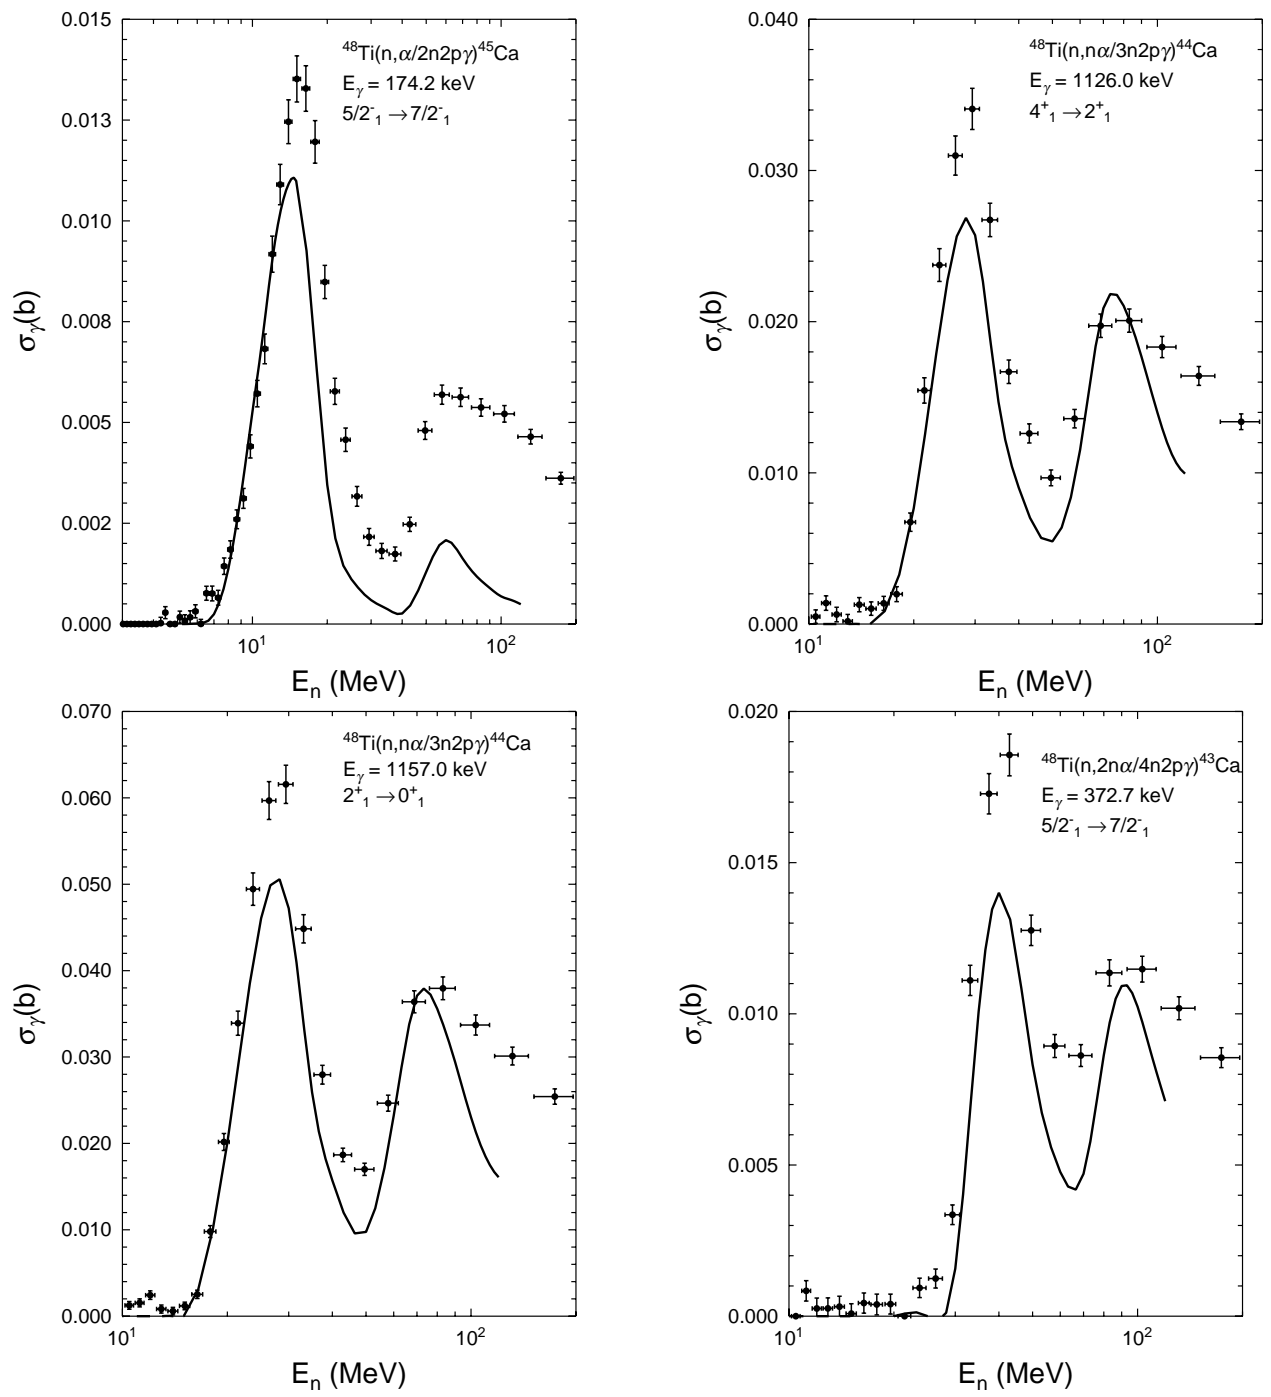 0.015
0.013
0.010
0.008
0.005
0.002
0.000
σγ(b)
⁴⁸Ti(n,α/2n2pγ)⁴⁵Ca
Eγ = 174.2 keV
5/2⁻₁ →7/2⁻₁
10¹ 10²
Eₙ (MeV)
0.040
0.030
0.020
0.010
0.000
σγ(b)
⁴⁸Ti(n,nα/3n2pγ)⁴⁴Ca
Eγ = 1126.0 keV
4⁺₁ →2⁺₁
10¹ 10²
Eₙ (MeV)
0.070
0.060
0.050
0.040
0.030
0.020
0.010
0.000
σγ(b)
⁴⁸Ti(n,nα/3n2pγ)⁴⁴Ca
Eγ = 1157.0 keV
2⁺₁ →0⁺₁
10¹ 10²
Eₙ (MeV)
0.020
0.015
0.010
0.005
0.000
σγ(b)
⁴⁸Ti(n,2nα/4n2pγ)⁴³Ca
Eγ = 372.7 keV
5/2⁻₁ →7/2⁻₁
10¹ 10²
Eₙ (MeV)